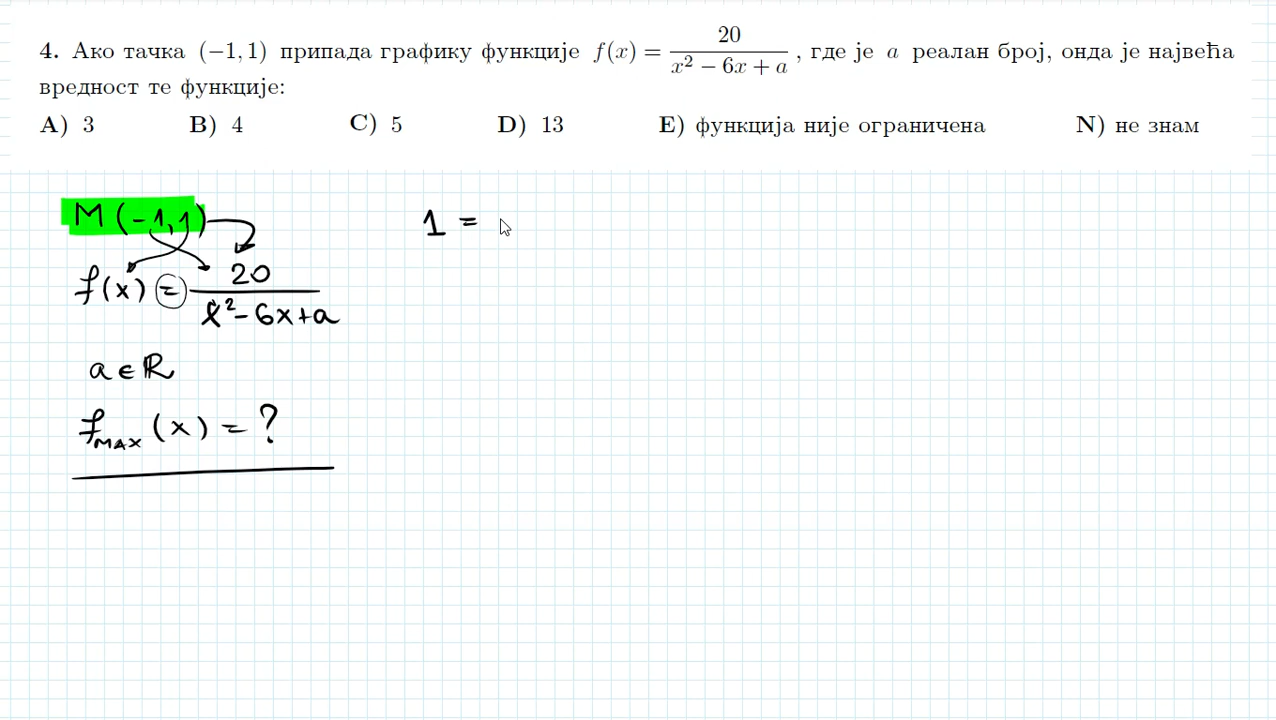 4. Ако тачка (−1, 1) припада графику функције f(x) = 20 / (x² − 6x + a), где је a реалан број, онда је највећа
вредност те функције:
A) 3 B) 4 C) 5 D) 13 E) функција није ограничена N) не знам
M(-1,1)
1 =
f(x) = 20 / (x² - 6x + a)
a ∈ ℝ
f_MAX (x) = ?